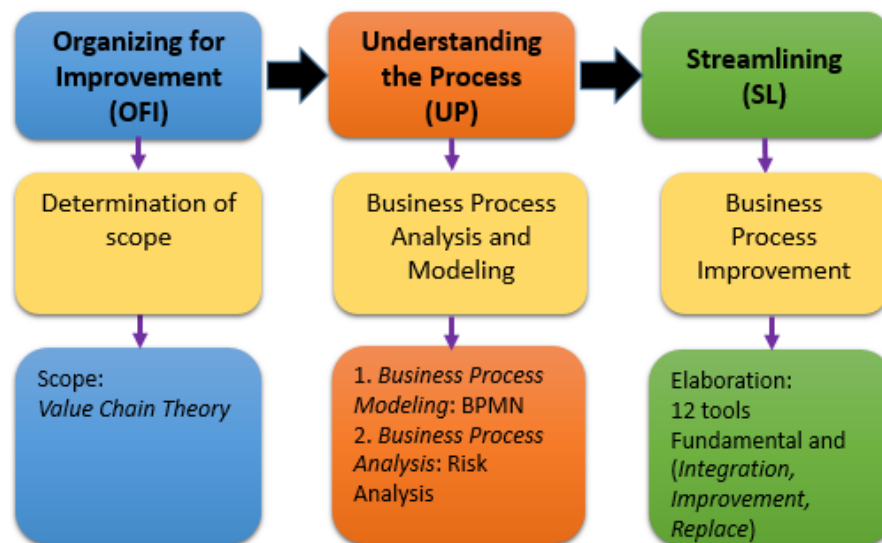 Organizing for
Improvement
(OFI)
Understanding
the Process
(UP)
Streamlining
(SL)
Determination of
scope
Business Process
Analysis and
Modeling
Business
Process
Improvement
Scope:
Value Chain Theory
1. Business Process
Modeling: BPMN
2. Business Process
Analysis: Risk
Analysis
Elaboration:
12 tools
Fundamental and
(Integration,
Improvement,
Replace)